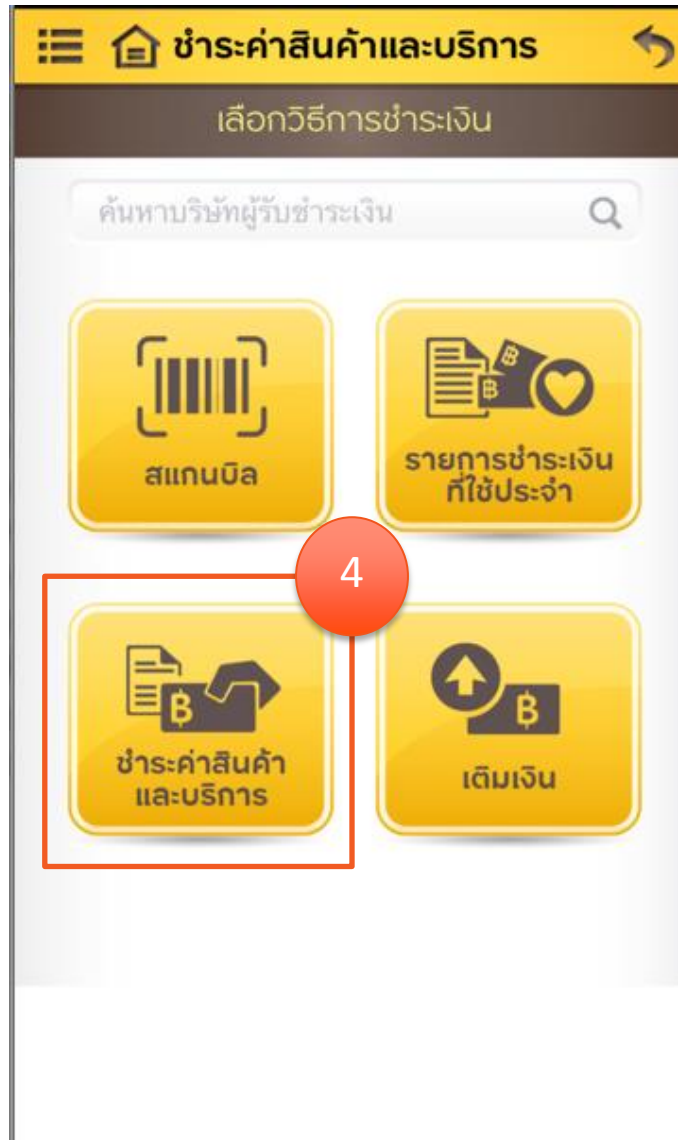 ชำระค่าสินค้าและบริการ
เลือกวิธีการชำระเงิน
ค้นหาบริษัทผู้รับชำระเงิน
สแกนบิล
รายการชำระเงิน
ที่ใช้ประจำ
4
ชำระค่าสินค้า
และบริการ
เติมเงิน